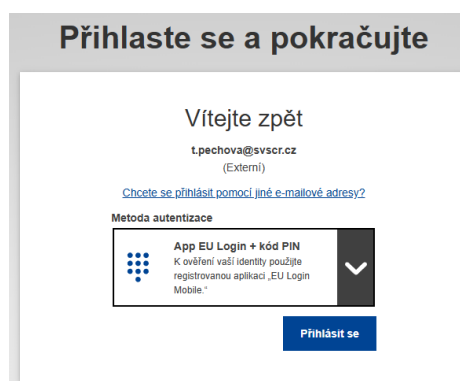 Přihlaste se a pokračujte
Vítejte zpět
t.pechova@svscr.cz
(Externí)
Chcete se přihlásit pomocí jiné e-mailové adresy?
Metoda autentizace
App EU Login + kód PIN
K ověření vaší identity použijte
registrovanou aplikaci „EU Login
Mobile.“
Přihlásit se